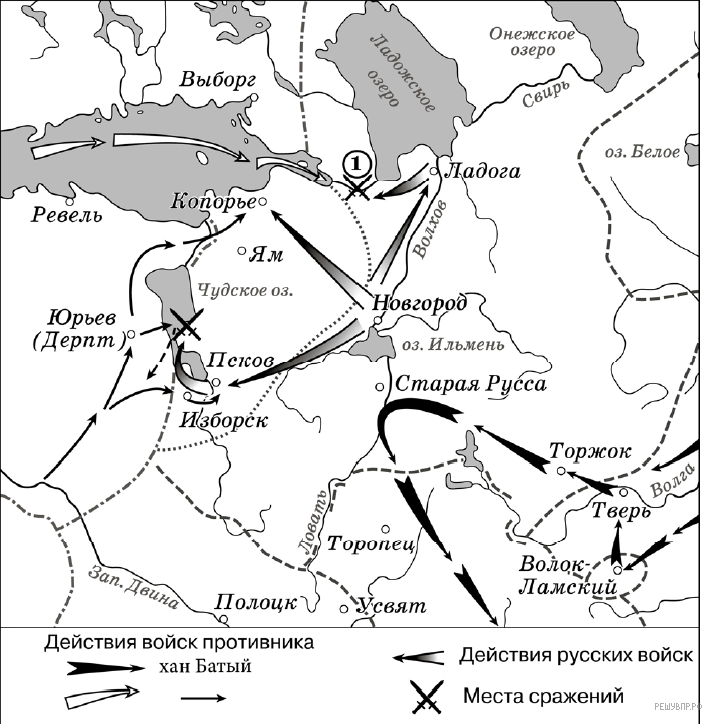 Онежское
озеро
Ладожское
озеро
Выборг
Свирь
оз. Белое
1
Ладога
Ревель
Копорье
Волхов
Ям
Чудское оз.
Новгород
Юрьев
(Дерпт)
оз. Ильмень
Псков
Старая Русса
Изборск
Торжок
Волга
Тверь
Ловать
Торопец
Волок-
Ламский
Зап. Двина
Полоцк
Усвят
Действия войск противника
хан Батый
Действия русских войск
Места сражений
РЕШУВПР.РФ